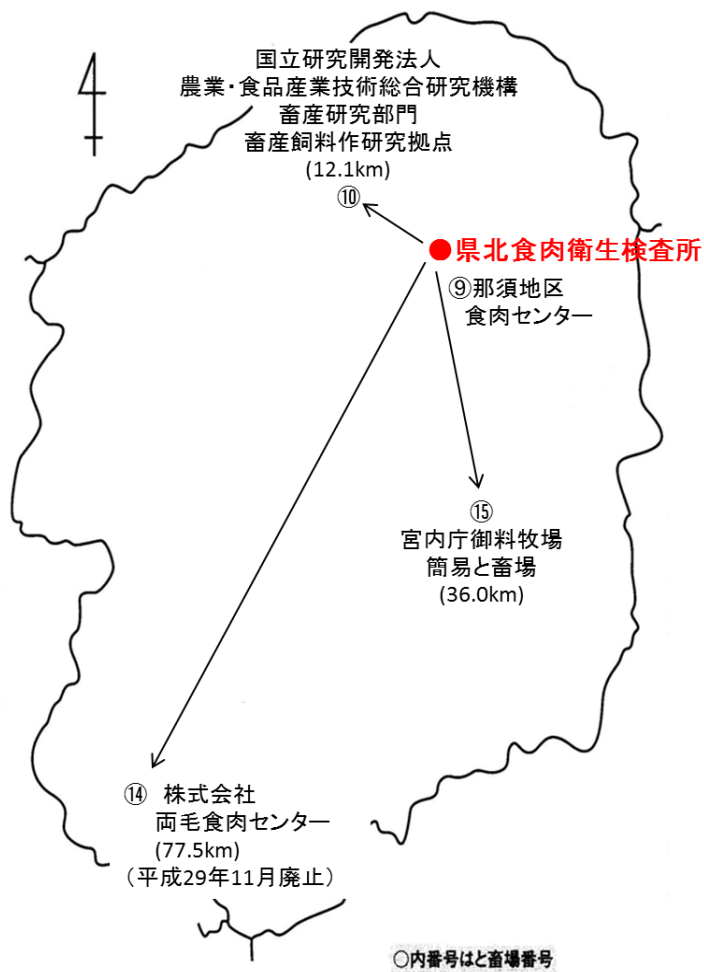 国立研究開発法人
農業・食品産業技術総合研究機構
畜産研究部門
畜産飼料作研究拠点
(12.1km)
⑩
●県北食肉衛生検査所
⑨那須地区
食肉センター
⑮
宮内庁御料牧場
簡易と畜場
(36.0km)
⑭ 株式会社
両毛食肉センター
(77.5km)
（平成29年11月廃止）
○内番号はと畜場番号